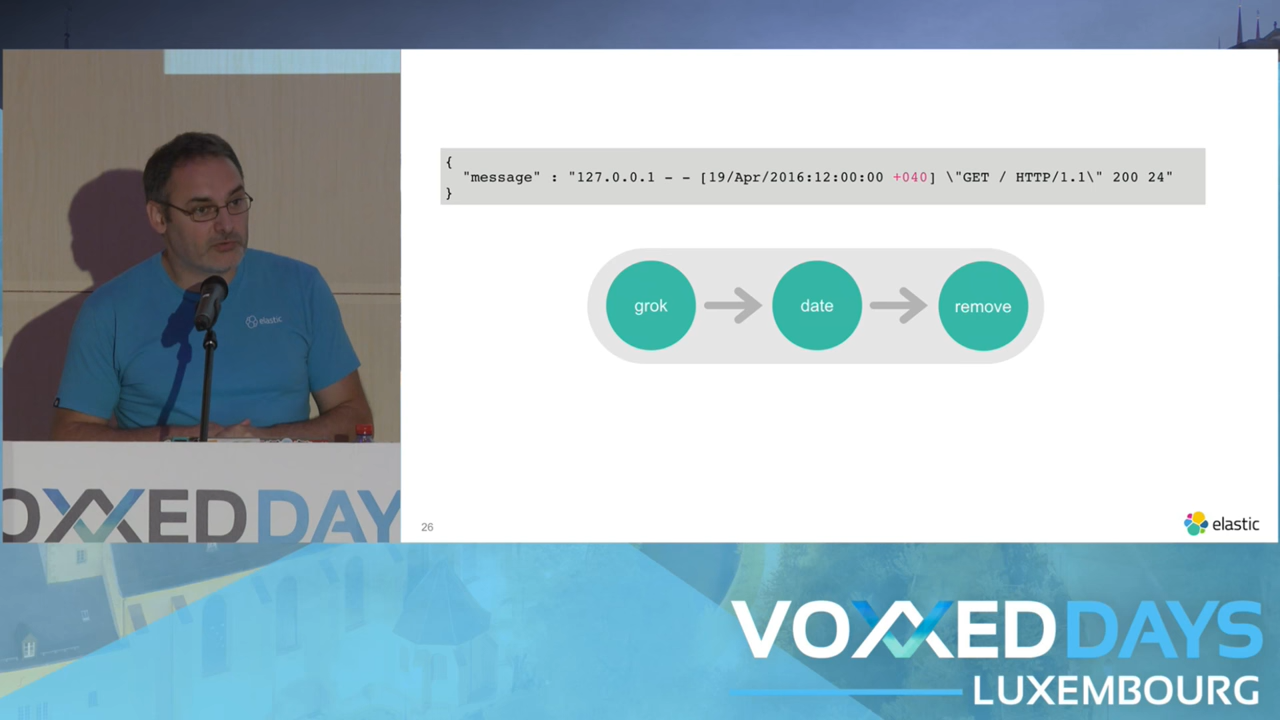 {
"message" : "127.0.0.1 - - [19/Apr/2016:12:00:00 +040] \"GET / HTTP/1.1\" 200 24"
}
grok
date
remove
elastic
OXXED DAY
26
elastic
VOXXED DAYS
LUXEMBOURG